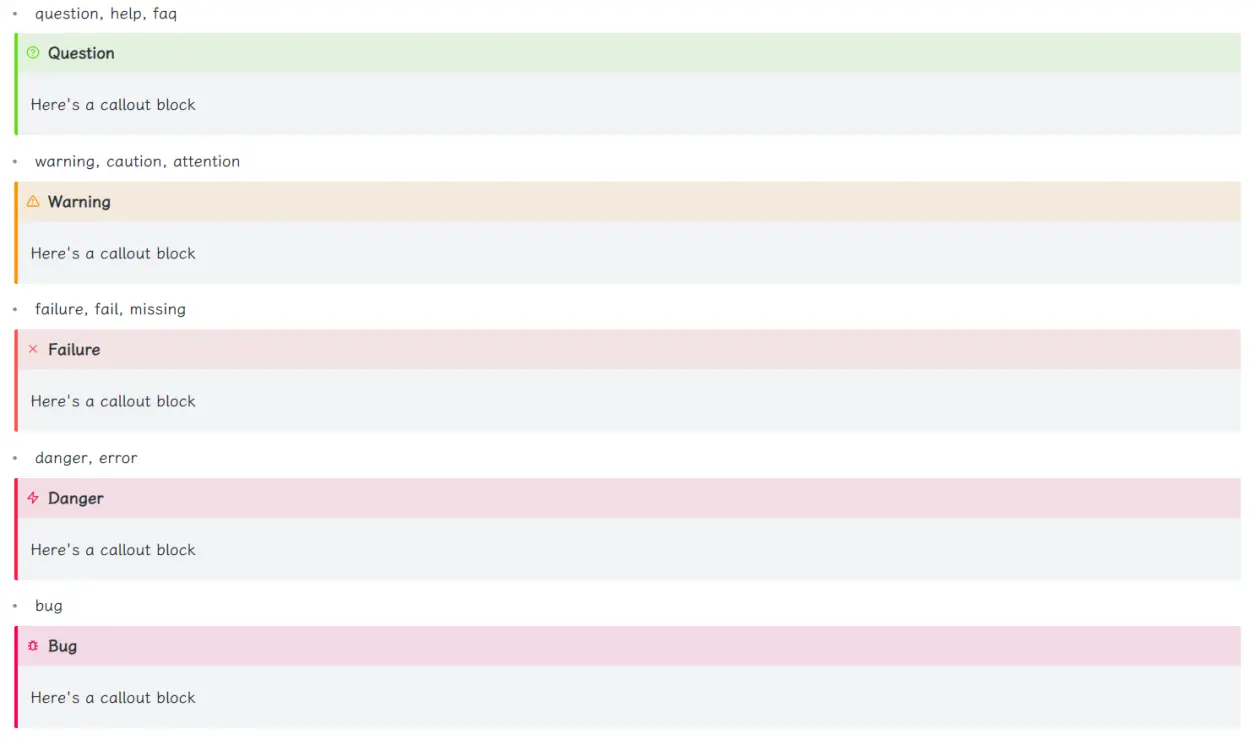 question, help, faq
Question
Here's a callout block
warning, caution, attention
Warning
Here's a callout block
failure, fail, missing
Failure
Here's a callout block
danger, error
Danger
Here's a callout block
bug
Bug
Here's a callout block